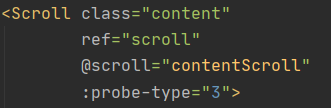 <Scroll class="content"
ref="scroll"
@scroll="contentScroll"
:probe-type="3">